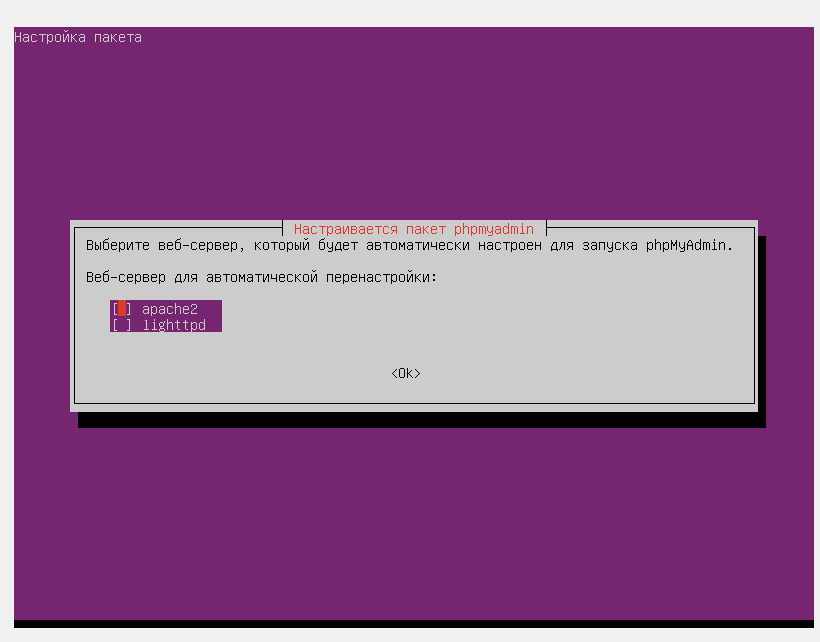 Настройка пакета
Настраивается пакет phpmyadmin
Выберите веб-сервер, который будет автоматически настроен для запуска phpMyAdmin.
Веб-сервер для автоматической перенастройки:
[ ] apache2
[ ] lighttpd
<Ok>